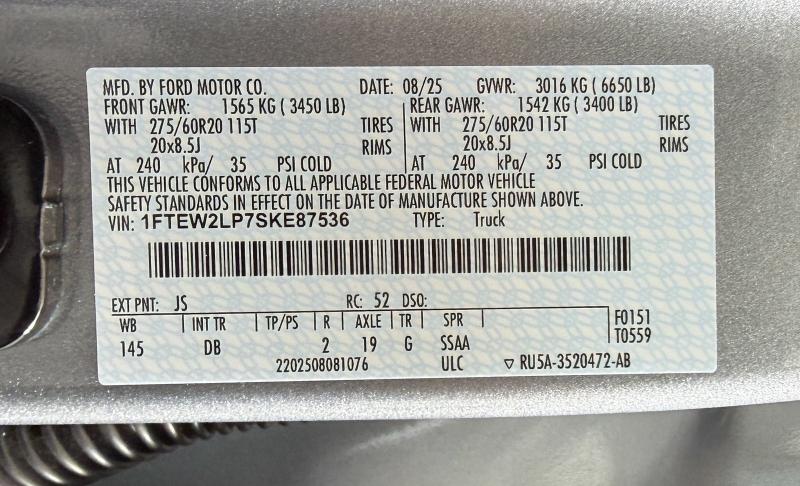 MFD. BY FORD MOTOR CO. DATE: 08/25 GVWR: 3016 KG ( 6650 LB)
FRONT GAWR: 1565 KG ( 3450 LB) REAR GAWR: 1542 KG ( 3400 LB)
WITH 275/60R20 115T TIRES WITH 275/60R20 115T TIRES
20x8.5J RIMS 20x8.5J RIMS
AT 240 kPa/ 35 PSI COLD AT 240 kPa/ 35 PSI COLD
THIS VEHICLE CONFORMS TO ALL APPLICABLE FEDERAL MOTOR VEHICLE
SAFETY STANDARDS IN EFFECT ON THE DATE OF MANUFACTURE SHOWN ABOVE.
VIN: 1FTEW2LP7SKE87536 TYPE: Truck
EXT PNT: JS RC: 52 DSO:
WB INT TR TP/PS R AXLE TR SPR F0151
145 DB 2 19 G SSAA T0559
2202508081076 ULC ▽ RU5A-3520472-AB